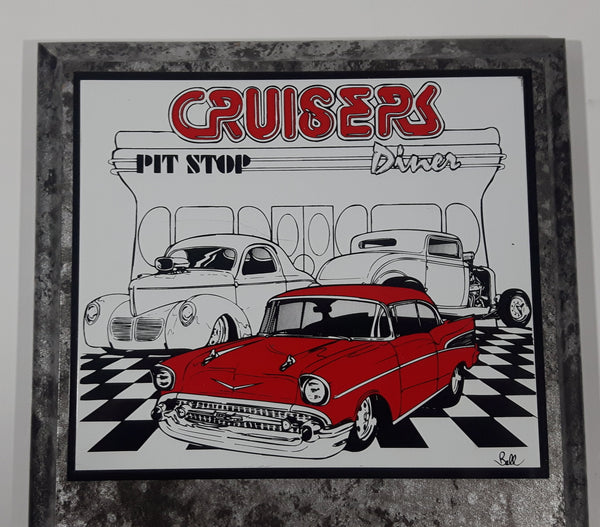 CRUISERS
PIT STOP Diner
Bell